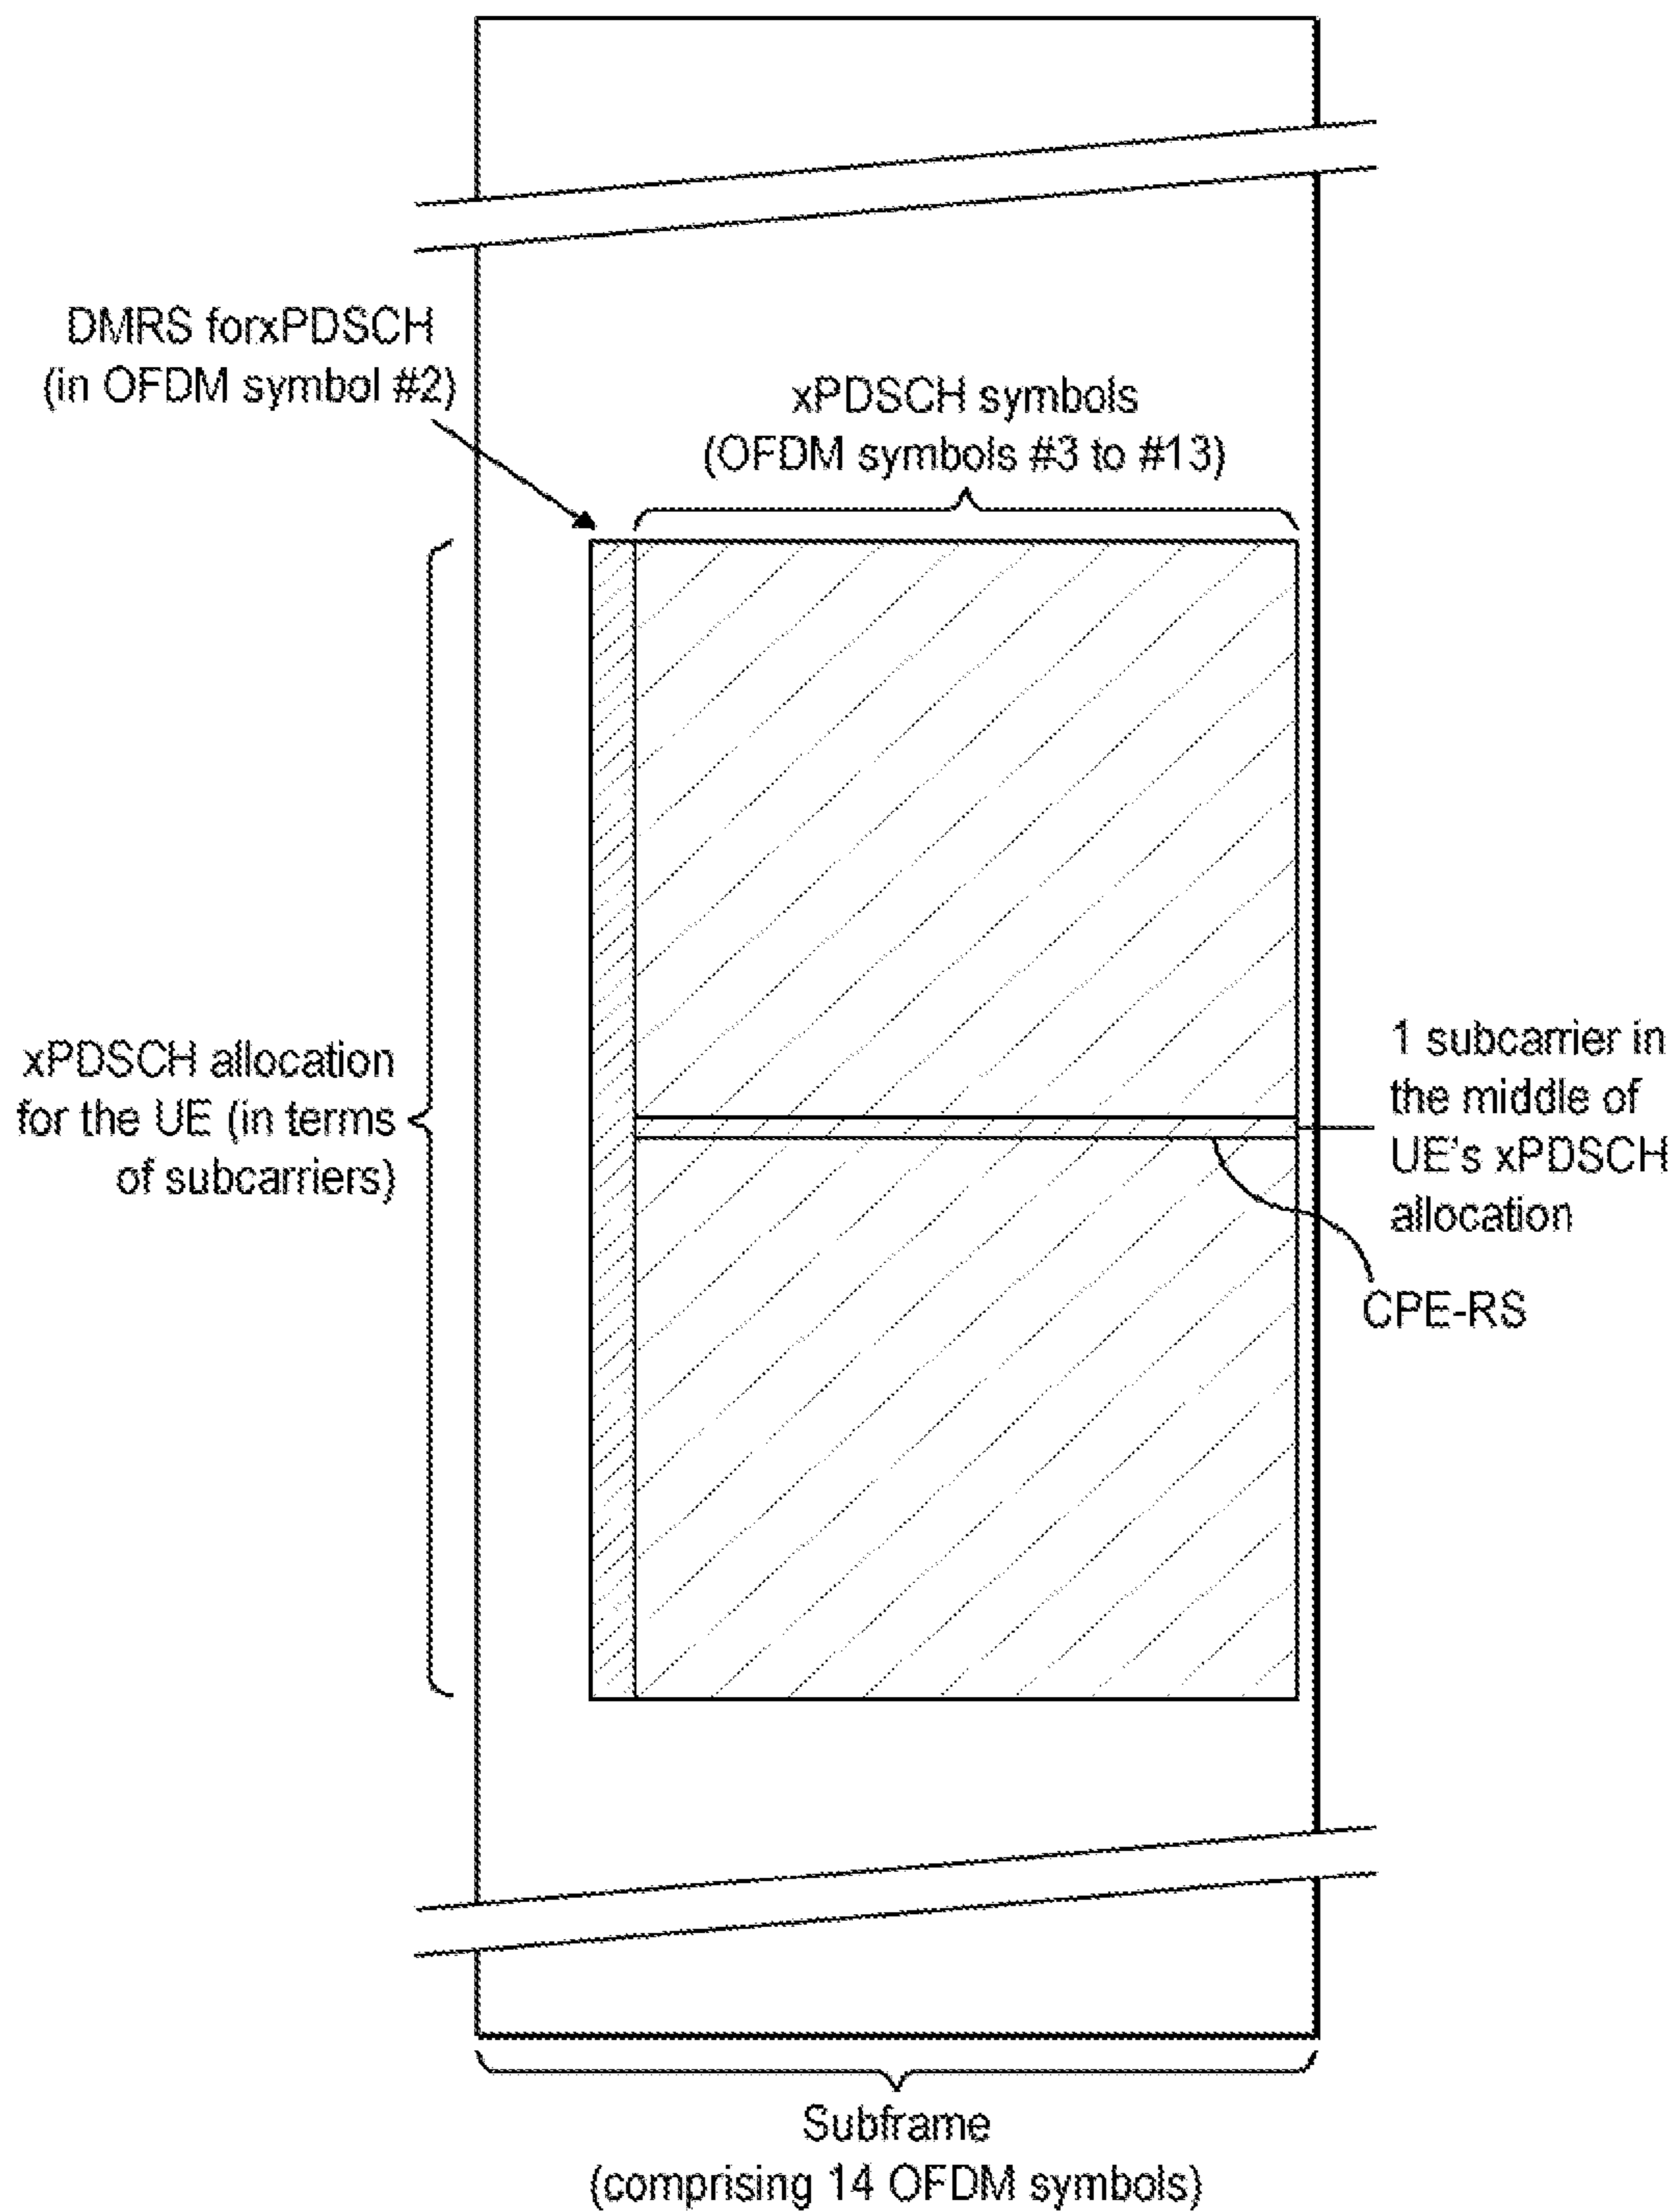 DMRS forxPDSCH
(in OFDM symbol #2)
xPDSCH symbols
(OFDM symbols #3 to #13)
xPDSCH allocation
for the UE (in terms
of subcarriers)
1 subcarrier in
the middle of
UE's xPDSCH
allocation
CPE-RS
Subframe
(comprising 14 OFDM symbols)